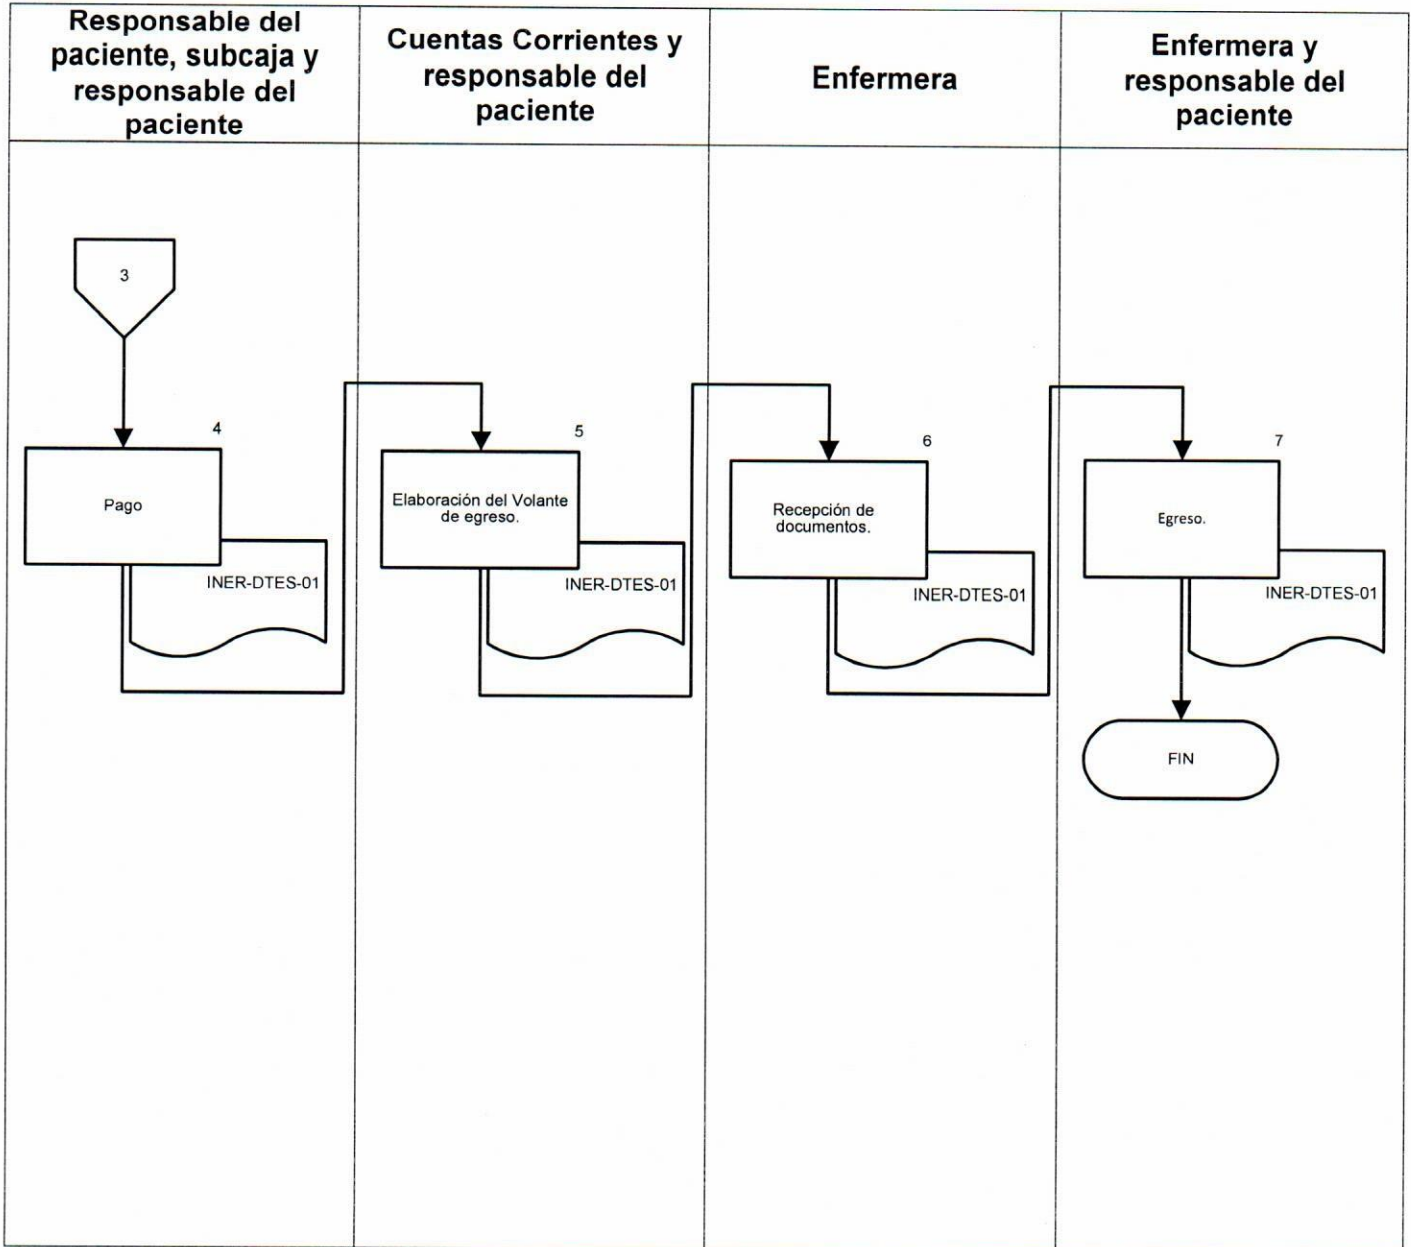 Responsable del
paciente, subcaja y
responsable del
paciente
Cuentas Corrientes y
responsable del
paciente
Enfermera
Enfermera y
responsable del
paciente
3
4
Pago
INER-DTES-01
5
Elaboración del Volante
de egreso.
INER-DTES-01
6
Recepción de
documentos.
INER-DTES-01
7
Egreso.
INER-DTES-01
FIN